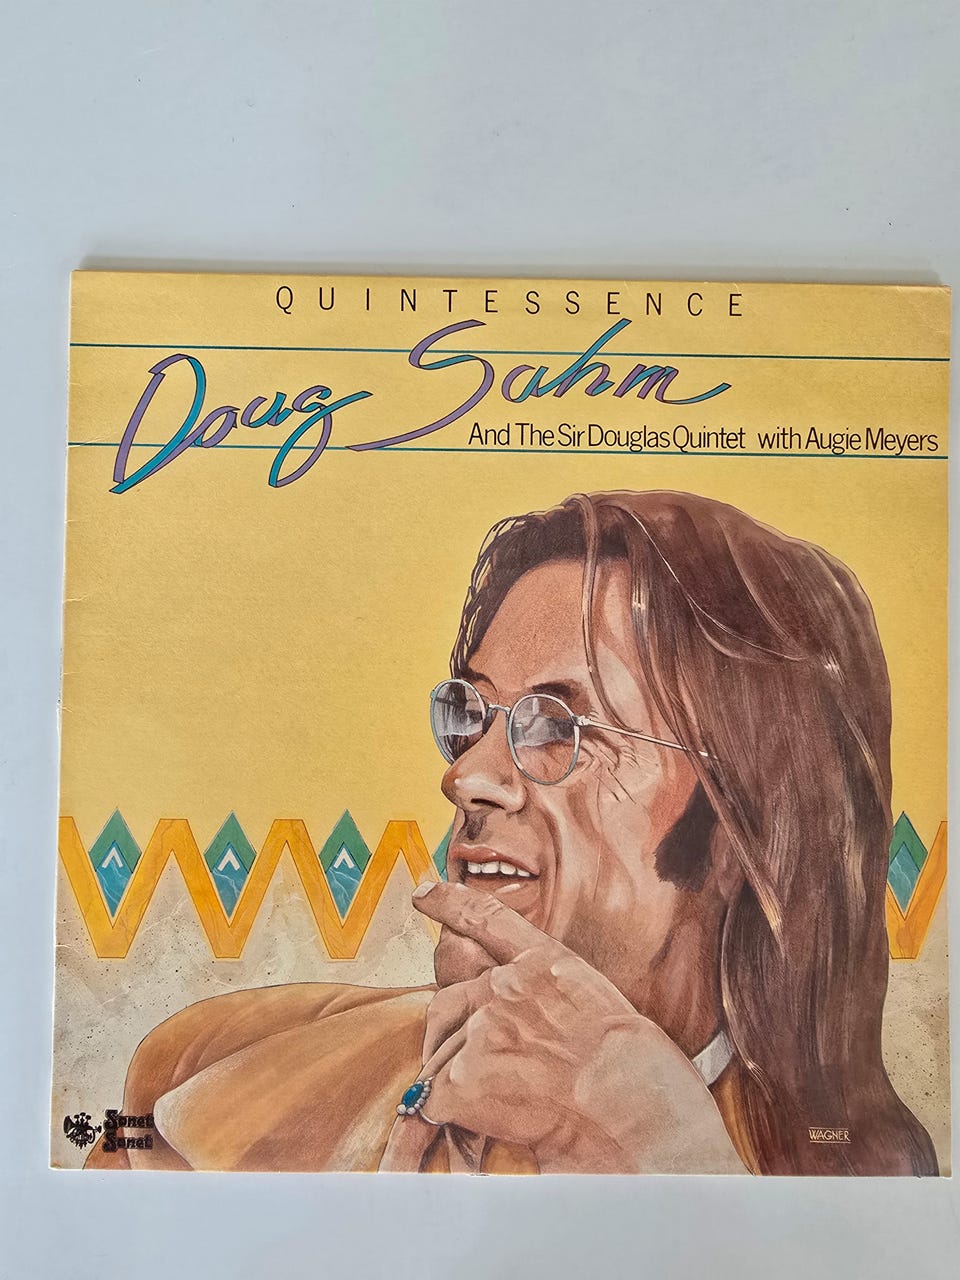 QUINTESSENCE
Doug Sahm
And The Sir Douglas Quintet with Augie Meyers
Sonet
Sonet
WAGNER